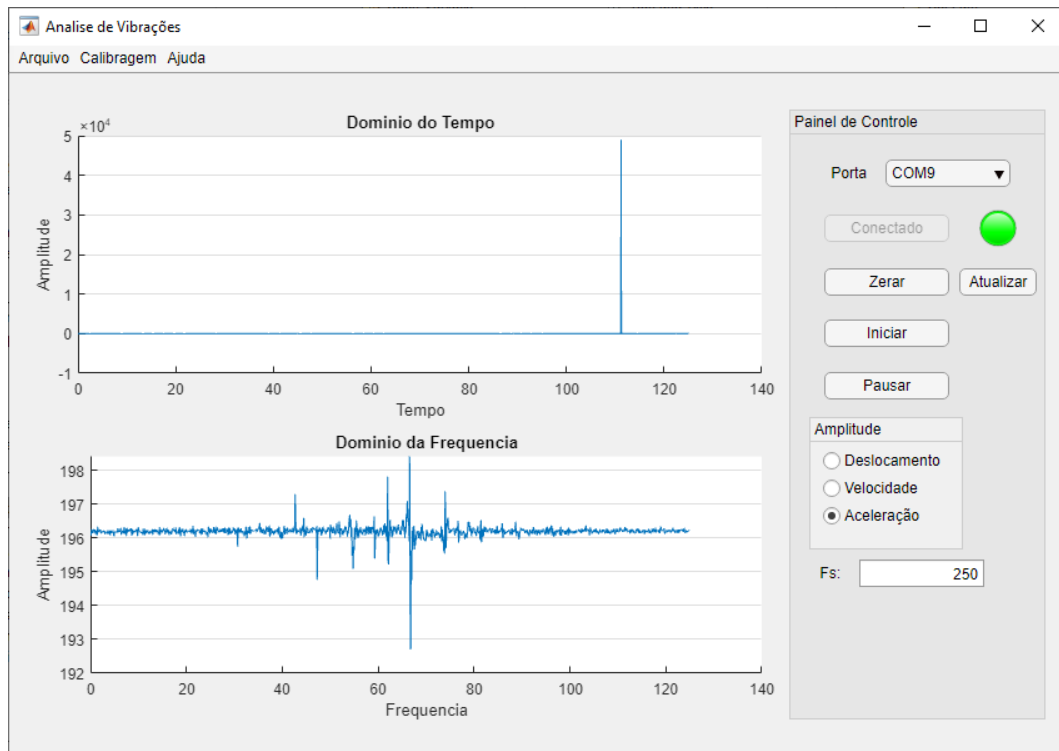 Analise de Vibrações
Arquivo Calibragem Ajuda
Dominio do Tempo
×10⁴
5
4
3
2
1
0
-1
Amplitude
0 20 40 60 80 100 120 140
Tempo
Dominio da Frequencia
198
197
196
195
194
193
192
Amplitude
0 20 40 60 80 100 120 140
Frequencia
Painel de Controle
Porta COM9
Conectado
Zerar Atualizar
Iniciar
Pausar
Amplitude
Deslocamento
Velocidade
Aceleração
Fs: 250